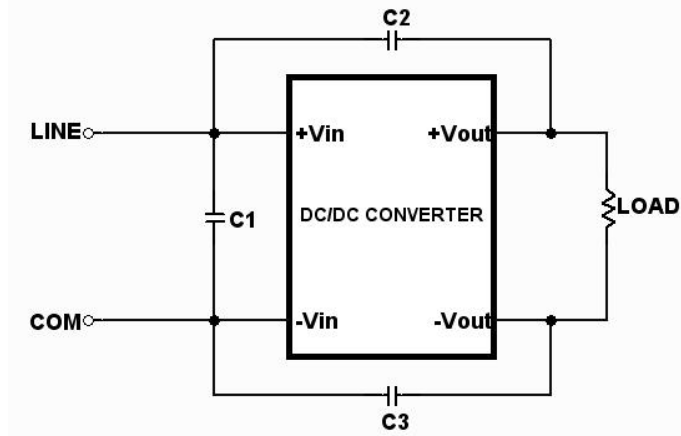 C2
LINE
+Vin
+Vout
C1
DC/DC CONVERTER
LOAD
COM
-Vin
-Vout
C3